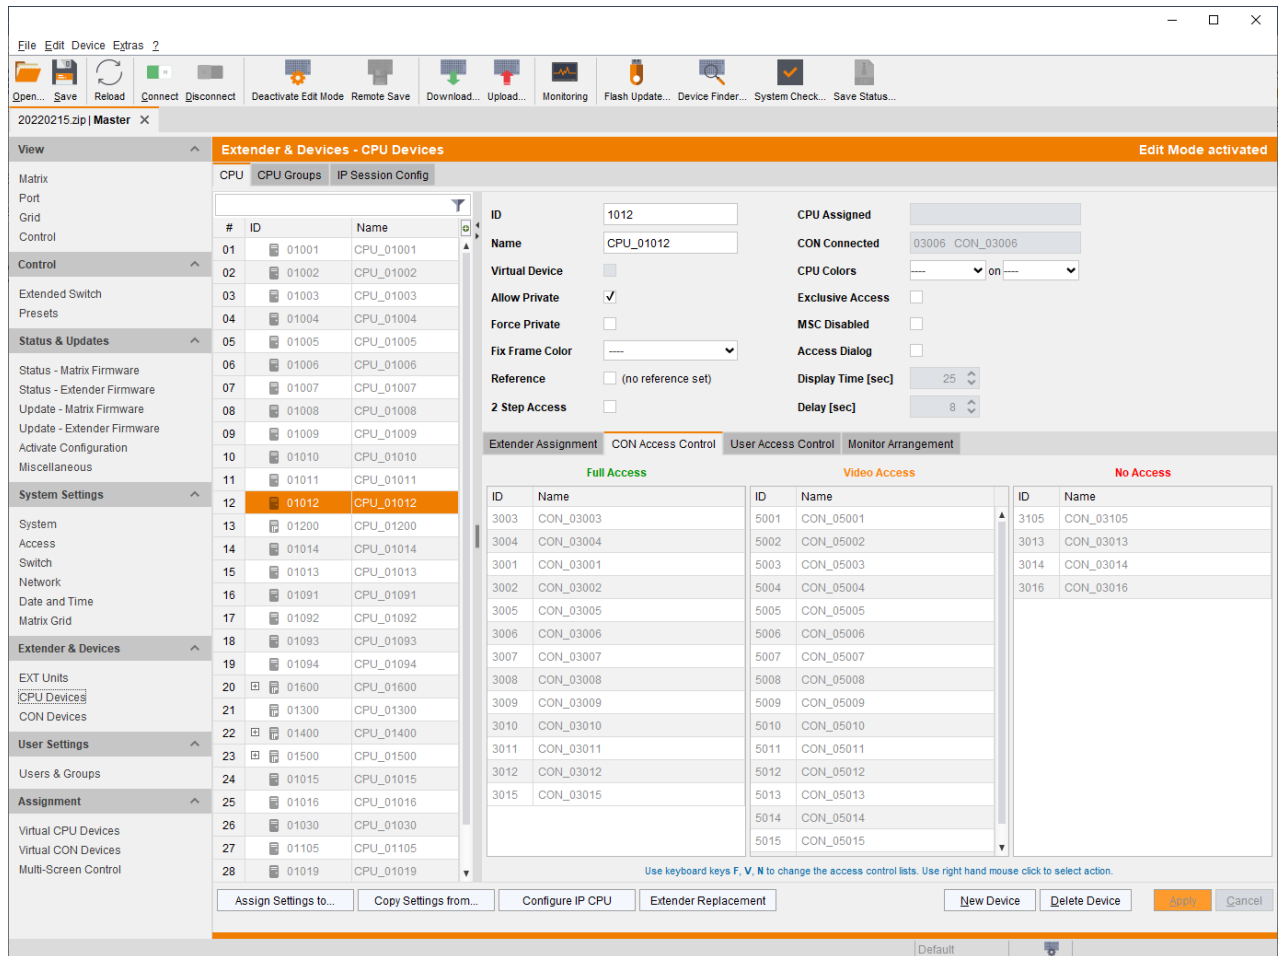 File Edit Device Extras ?
Open... Save Reload Connect Disconnect Deactivate Edit Mode Remote Save Download... Upload... Monitoring Flash Update... Device Finder... System Check... Save Status...
20220215.zip | Master
View
Matrix
Port
Grid
Control
Control
Extended Switch
Presets
Status & Updates
Status - Matrix Firmware
Status - Extender Firmware
Update - Matrix Firmware
Update - Extender Firmware
Activate Configuration
Miscellaneous
System Settings
System
Access
Switch
Network
Date and Time
Matrix Grid
Extender & Devices
EXT Units
CPU Devices
CON Devices
User Settings
Users & Groups
Assignment
Virtual CPU Devices
Virtual CON Devices
Multi-Screen Control
Extender & Devices - CPU Devices Edit Mode activated
CPU CPU Groups IP Session Config
# ID Name
01 01001 CPU_01001
02 01002 CPU_01002
03 01003 CPU_01003
04 01004 CPU_01004
05 01005 CPU_01005
06 01006 CPU_01006
07 01007 CPU_01007
08 01008 CPU_01008
09 01009 CPU_01009
10 01010 CPU_01010
11 01011 CPU_01011
12 01012 CPU_01012
13 01200 CPU_01200
14 01014 CPU_01014
15 01013 CPU_01013
16 01091 CPU_01091
17 01092 CPU_01092
18 01093 CPU_01093
19 01094 CPU_01094
20 01600 CPU_01600
21 01300 CPU_01300
22 01400 CPU_01400
23 01500 CPU_01500
24 01015 CPU_01015
25 01016 CPU_01016
26 01030 CPU_01030
27 01105 CPU_01105
28 01019 CPU_01019
ID 1012
Name CPU_01012
Virtual Device
Allow Private
Force Private
Fix Frame Color ----
Reference (no reference set)
2 Step Access
CPU Assigned
CON Connected 03006 CON_03006
CPU Colors ---- on ----
Exclusive Access
MSC Disabled
Access Dialog
Display Time [sec] 25
Delay [sec] 8
Extender Assignment CON Access Control User Access Control Monitor Arrangement
Full Access
ID Name
3003 CON_03003
3004 CON_03004
3001 CON_03001
3002 CON_03002
3005 CON_03005
3006 CON_03006
3007 CON_03007
3008 CON_03008
3009 CON_03009
3010 CON_03010
3011 CON_03011
3012 CON_03012
3015 CON_03015
Video Access
ID Name
5001 CON_05001
5002 CON_05002
5003 CON_05003
5004 CON_05004
5005 CON_05005
5006 CON_05006
5007 CON_05007
5008 CON_05008
5009 CON_05009
5010 CON_05010
5011 CON_05011
5012 CON_05012
5013 CON_05013
5014 CON_05014
5015 CON_05015
No Access
ID Name
3105 CON_03105
3013 CON_03013
3014 CON_03014
3016 CON_03016
Use keyboard keys F, V, N to change the access control lists. Use right hand mouse click to select action.
Assign Settings to... Copy Settings from... Configure IP CPU Extender Replacement New Device Delete Device Apply Cancel
Default